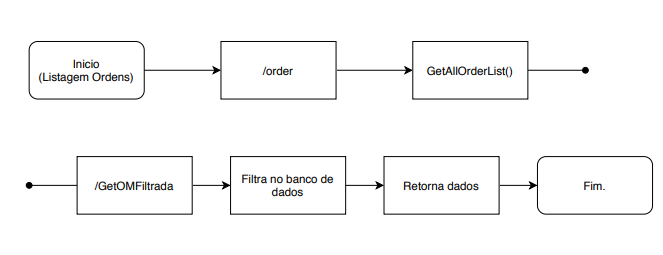 Inicio
(Listagem Ordens)
/order
GetAllOrderList()
/GetOMFiltrada
Filtra no banco de
dados
Retorna dados
Fim.